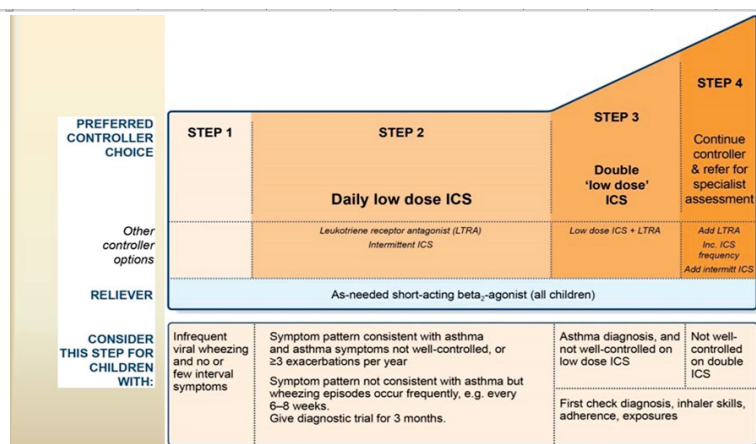 PREFERRED
CONTROLLER
CHOICE
STEP 1
STEP 2
Daily low dose ICS
STEP 3
Double
‘low dose’
ICS
STEP 4
Continue
controller
& refer for
specialist
assessment
Other
controller
options
Leukotriene receptor antagonist (LTRA)
Intermittent ICS
Low dose ICS + LTRA
Add LTRA
Inc. ICS
frequency
Add intermitt ICS
RELIEVER
As-needed short-acting beta2-agonist (all children)
CONSIDER
THIS STEP FOR
CHILDREN
WITH:
Infrequent
viral wheezing
and no or
few interval
symptoms
Symptom pattern consistent with asthma
and asthma symptoms not well-controlled, or
≥3 exacerbations per year
Symptom pattern not consistent with asthma but
wheezing episodes occur frequently, e.g. every
6–8 weeks.
Give diagnostic trial for 3 months.
Asthma diagnosis, and
not well-controlled on
low dose ICS
Not well-
controlled
on double
ICS
First check diagnosis, inhaler skills,
adherence, exposures